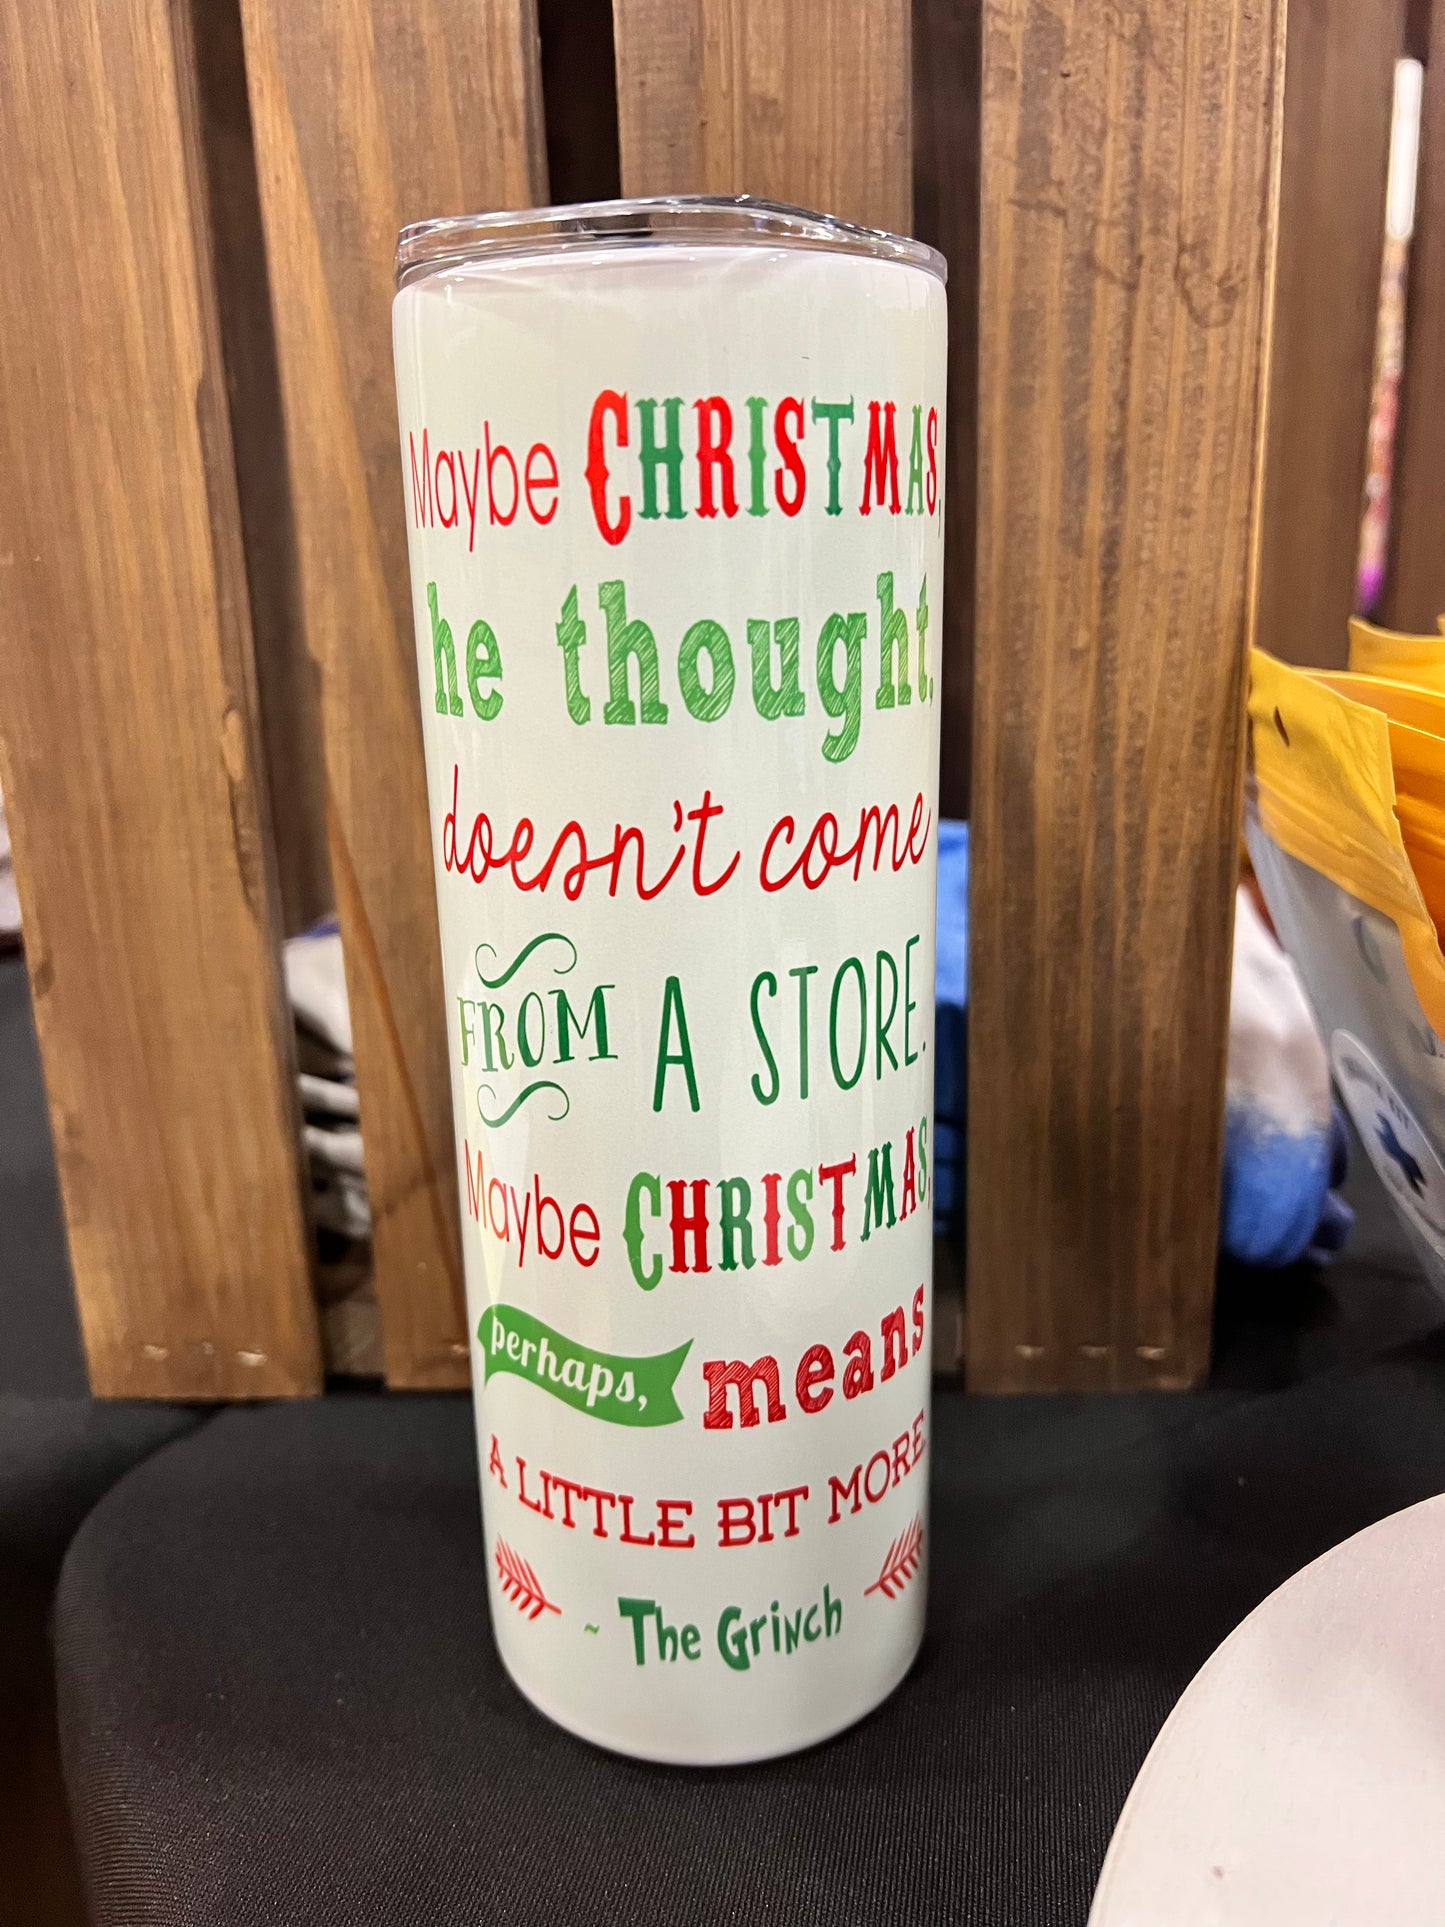 Maybe CHRISTMAS,
he thought,
doesn't come
FROM A STORE.
Maybe CHRISTMAS,
perhaps, means
A LITTLE BIT MORE
~ The Grinch